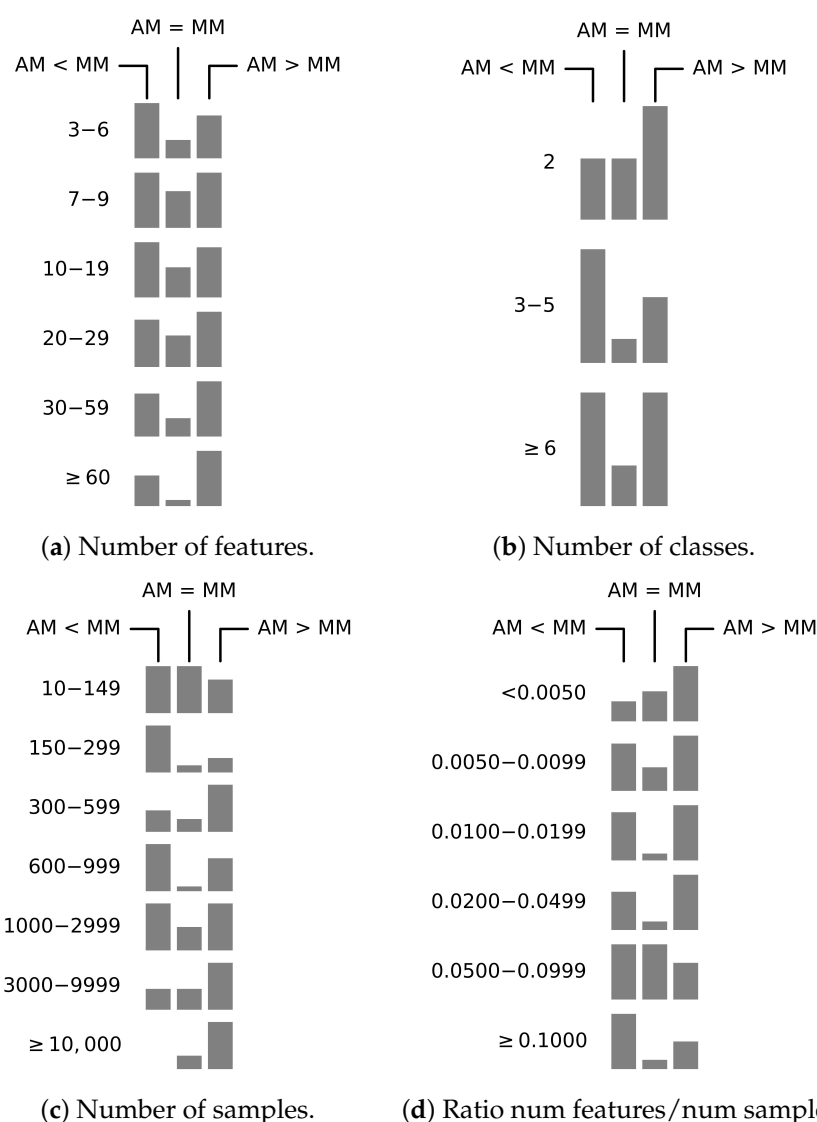 AM = MM
AM < MM
AM > MM
3−6
7−9
10−19
20−29
30−59
≥ 60
(a) Number of features.
AM = MM
AM < MM
AM > MM
2
3−5
≥ 6
(b) Number of classes.
AM = MM
AM < MM
AM > MM
10−149
150−299
300−599
600−999
1000−2999
3000−9999
≥ 10, 000
(c) Number of samples.
AM = MM
AM < MM
AM > MM
<0.0050
0.0050−0.0099
0.0100−0.0199
0.0200−0.0499
0.0500−0.0999
≥ 0.1000
(d) Ratio num features/num sample